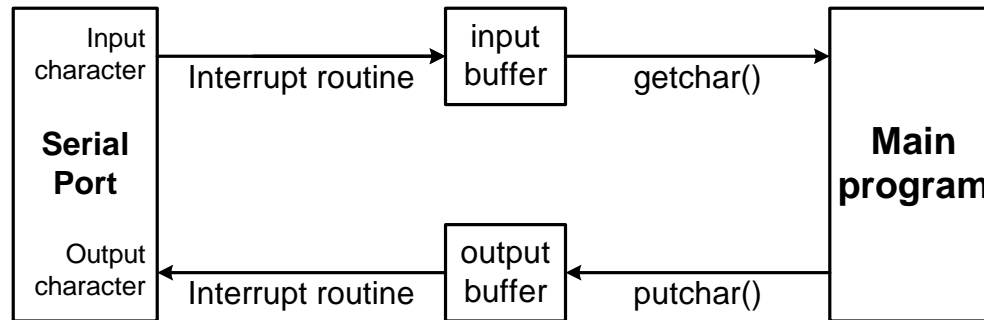 Input
character
Interrupt routine
input
buffer
getchar()
Serial
Port
Main
program
Output
character
Interrupt routine
output
buffer
putchar()